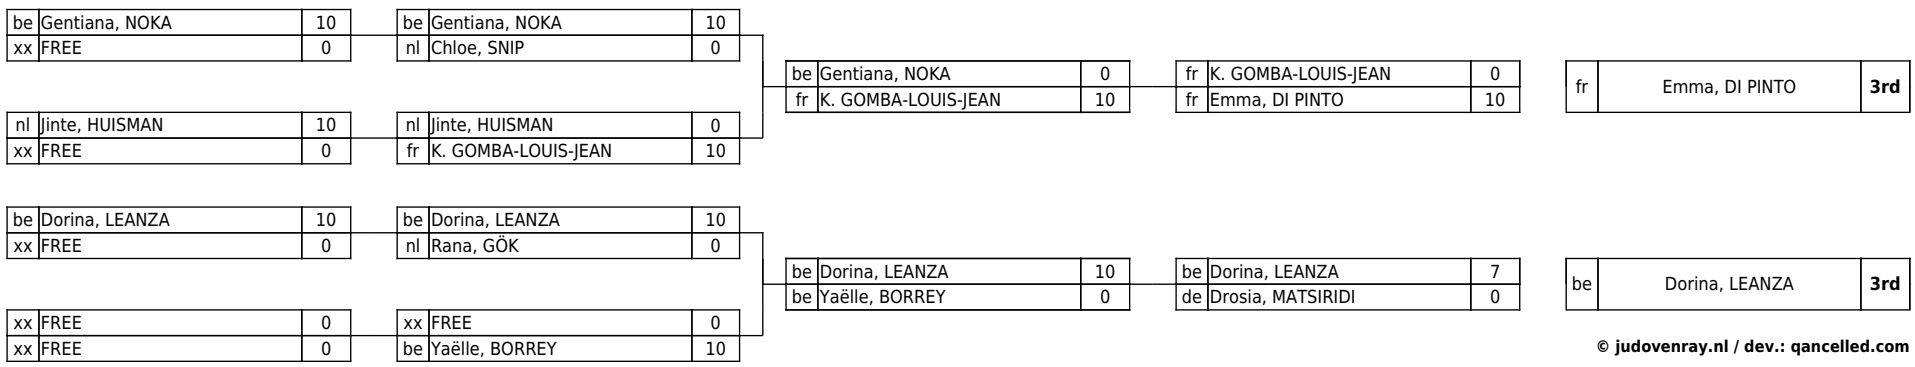 be Gentiana, NOKA 10 be Gentiana, NOKA 10
xx FREE 0 nl Chloe, SNIP 0
be Gentiana, NOKA 0 fr K. GOMBA-LOUIS-JEAN 0
fr Emma, DI PINTO 3rd
fr K. GOMBA-LOUIS-JEAN 10 fr Emma, DI PINTO 10
nl Jinte, HUISMAN 10 nl Jinte, HUISMAN 0
xx FREE 0 fr K. GOMBA-LOUIS-JEAN 10
be Dorina, LEANZA 10 be Dorina, LEANZA 10
xx FREE 0 nl Rana, GÖK 0
be Dorina, LEANZA 10 be Dorina, LEANZA 7
be Dorina, LEANZA 3rd
be Yaëlle, BORREY 0 de Drosia, MATSIRIDI 0
xx FREE 0 xx FREE 0
xx FREE 0 be Yaëlle, BORREY 10
© judovenray.nl / dev.: qancelled.com